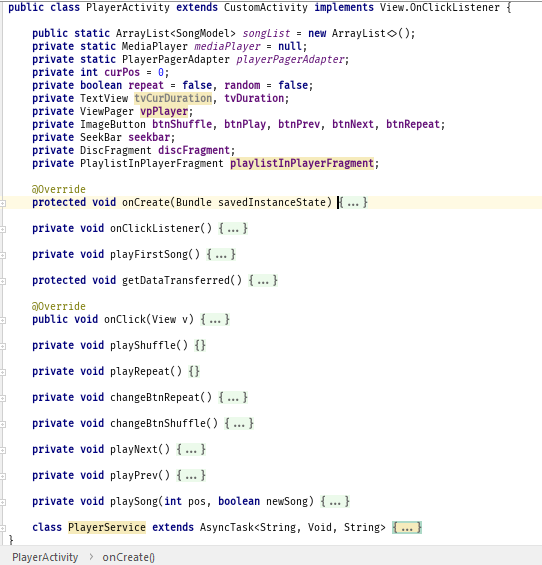 public class PlayerActivity extends CustomActivity implements View.OnClickListener {
public static ArrayList<SongModel> songList = new ArrayList<>();
private static MediaPlayer mediaPlayer = null;
private static PlayerPagerAdapter playerPagerAdapter;
private int curPos = 0;
private boolean repeat = false, random = false;
private TextView tvCurDuration, tvDuration;
private ViewPager vpPlayer;
private ImageButton btnShuffle, btnPlay, btnPrev, btnNext, btnRepeat;
private SeekBar seekbar;
private DiscFragment discFragment;
private PlaylistInPlayerFragment playlistInPlayerFragment;
@Override
protected void onCreate(Bundle savedInstanceState) {...}
private void onClickListener() {...}
private void playFirstSong() {...}
protected void getDataTransferred() {...}
@Override
public void onClick(View v) {...}
private void playShuffle() {}
private void playRepeat() {}
private void changeBtnRepeat() {...}
private void changeBtnShuffle() {...}
private void playNext() {...}
private void playPrev() {...}
private void playSong(int pos, boolean newSong) {...}
class PlayerService extends AsyncTask<String, Void, String> {...}
}
PlayerActivity > onCreate()